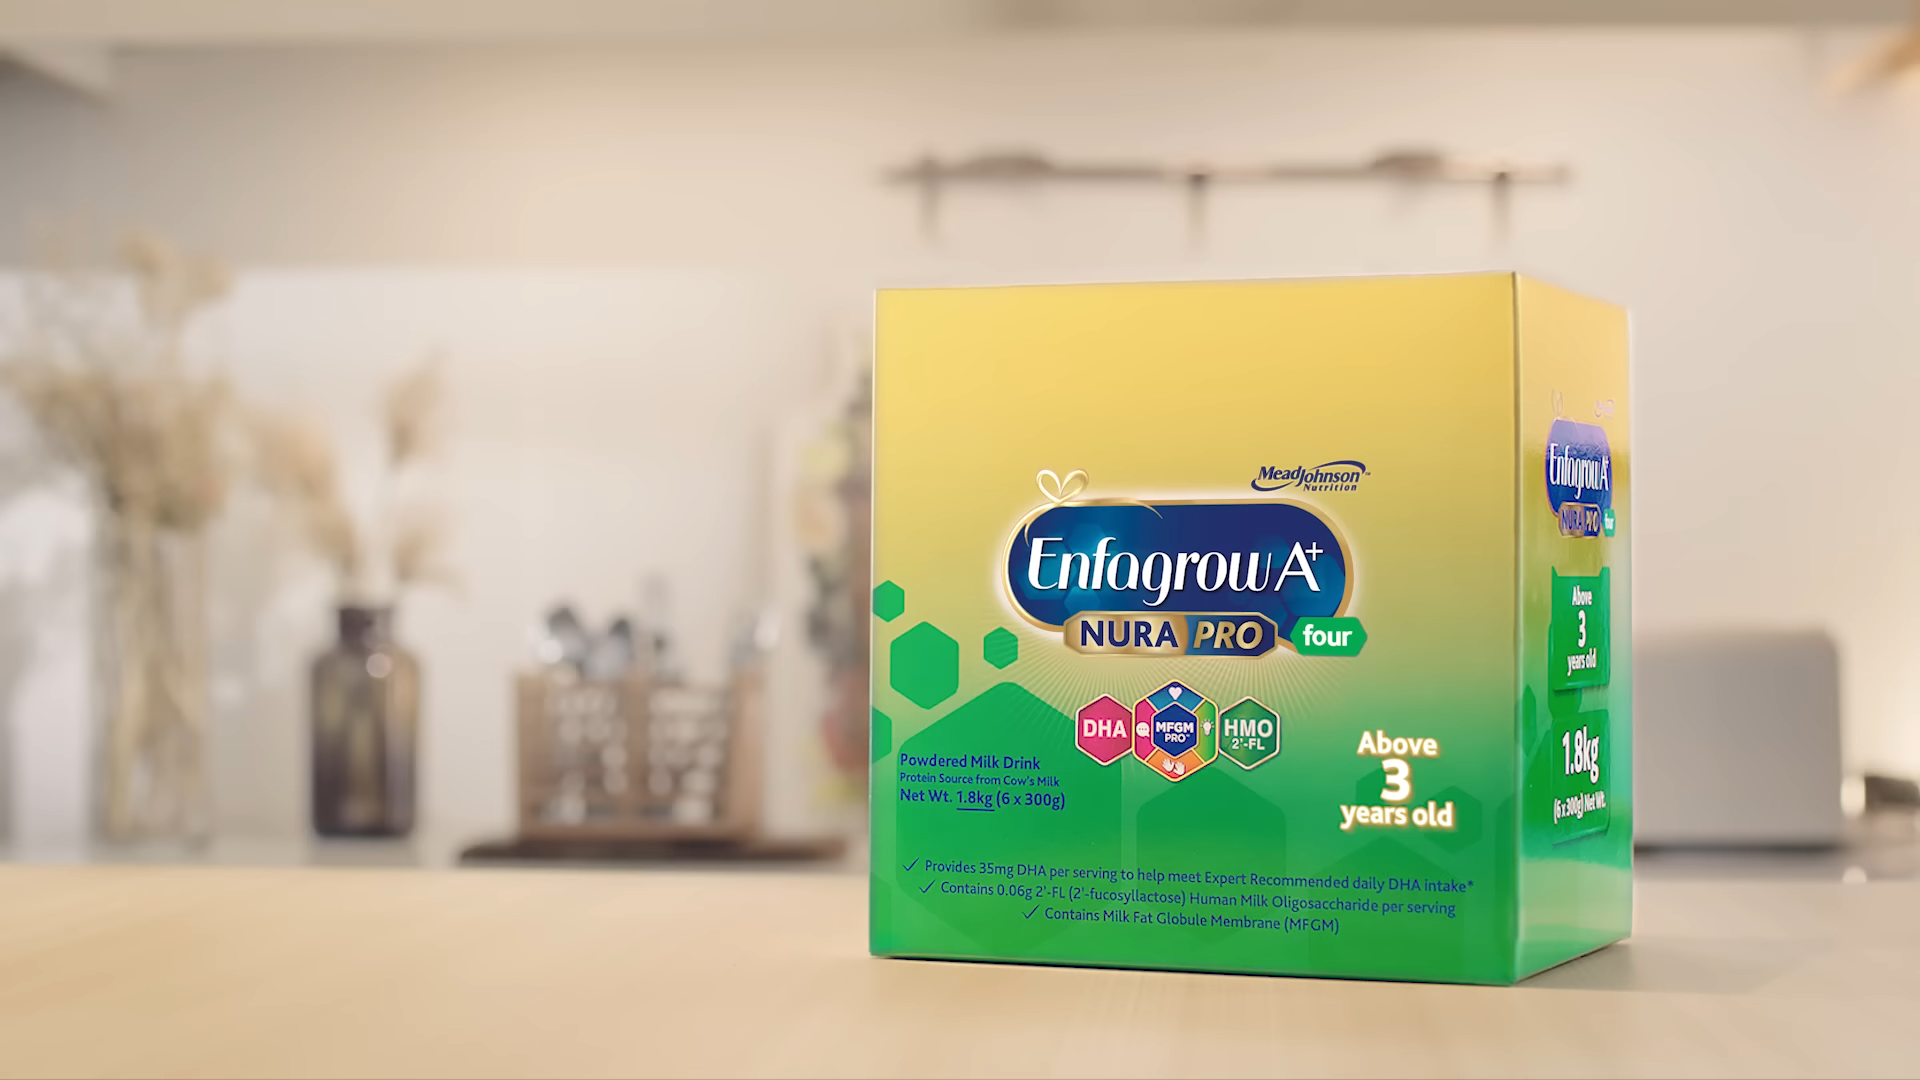 MeadJohnson™
Nutrition
Enfagrow A+
NURA PRO four
DHA
MFGM
PRO™
HMO
2'-FL
Powdered Milk Drink
Protein Source from Cow's Milk
Net Wt. 1.8kg (6 x 300g)
Above
3
years old
✓ Provides 35mg DHA per serving to help meet Expert Recommended daily DHA intake*
✓ Contains 0.06g 2'-FL (2'-fucosyllactose) Human Milk Oligosaccharide per serving
✓ Contains Milk Fat Globule Membrane (MFGM)
Enfagrow A+
NURA PRO four
Above
3
years old
1.8kg
(6 x 300g) Net Wt.